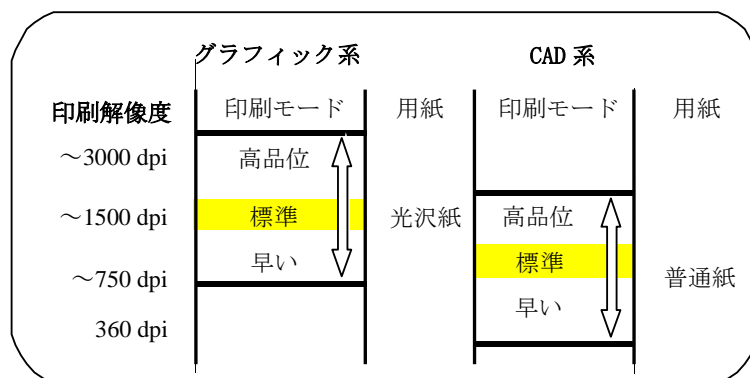 グラフィック系 CAD 系
印刷解像度 印刷モード 用紙 印刷モード 用紙
～3000 dpi 高品位
～1500 dpi 標準 光沢紙 高品位
標準
～750 dpi 早い 普通紙
早い
360 dpi